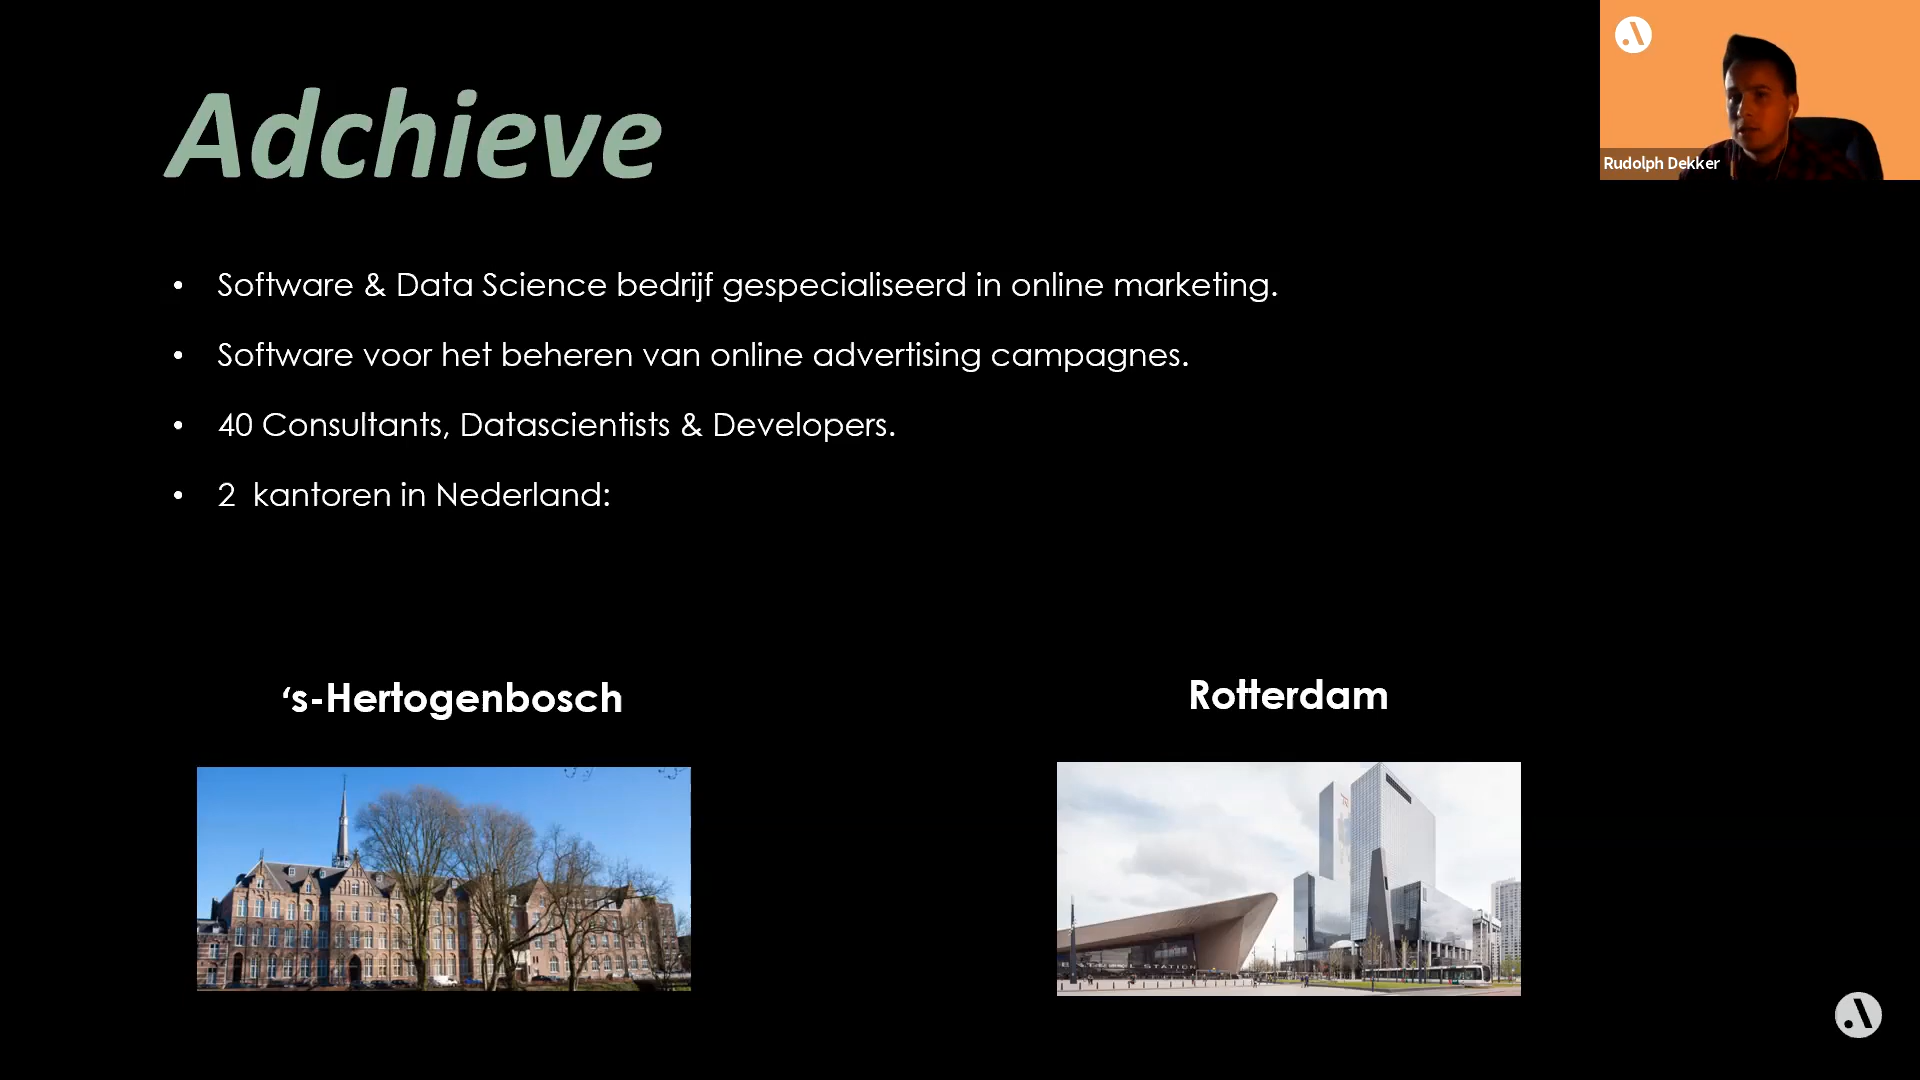 Adchieve
Rudolph Dekker
• Software & Data Science bedrijf gespecialiseerd in online marketing.
• Software voor het beheren van online advertising campagnes.
• 40 Consultants, Datascientists & Developers.
• 2  kantoren in Nederland:
‘s-Hertogenbosch
Rotterdam
STATION